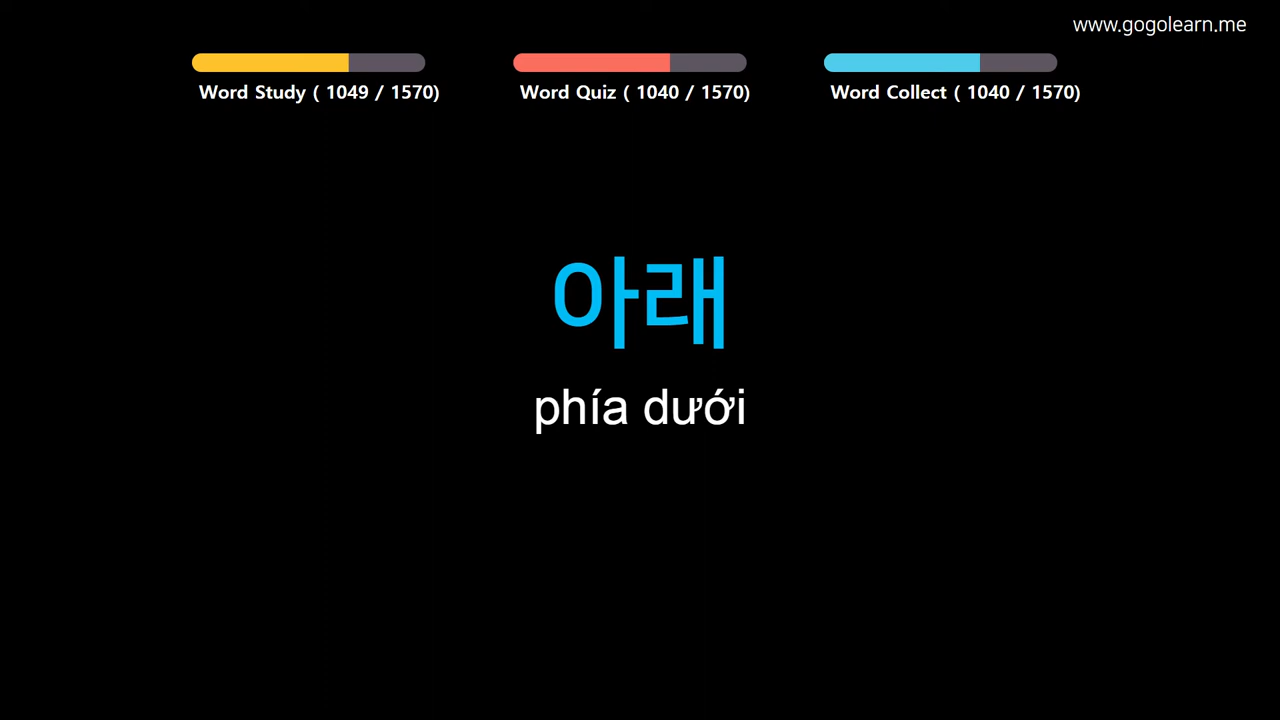 www.gogolearn.me
Word Study ( 1049 / 1570)
Word Quiz ( 1040 / 1570)
Word Collect ( 1040 / 1570)
아래
phía dưới